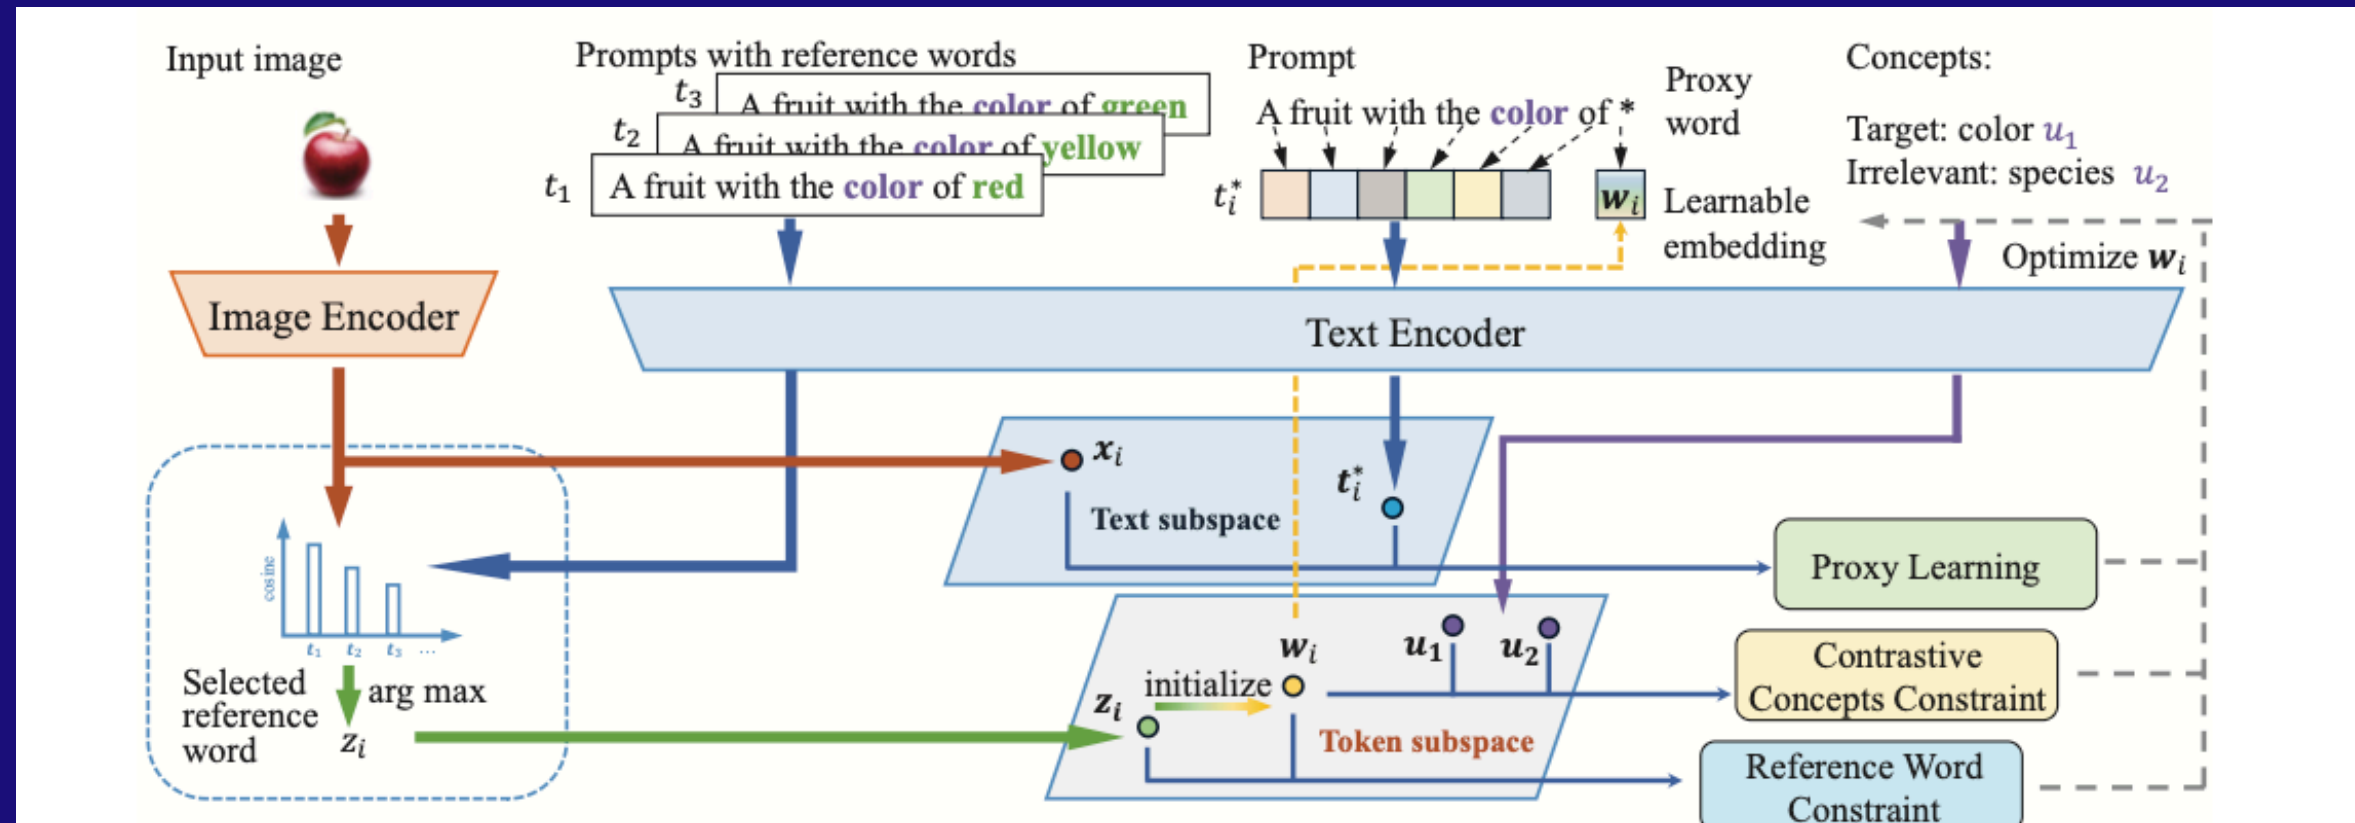 Input image
Prompts with reference words
t₃ A fruit with the color of green
t₂ A fruit with the color of yellow
t₁ A fruit with the color of red
Prompt
A fruit with the color of *
Proxy
word
tᵢ*
wᵢ
Learnable
embedding
Concepts:
Target: color u₁
Irrelevant: species u₂
Optimize wᵢ
Image Encoder
Text Encoder
xᵢ
tᵢ*
Text subspace
cosine
t₁ t₂ t₃ ...
Selected
reference
word
arg max
zᵢ
zᵢ
initialize
wᵢ
u₁
u₂
Token subspace
Proxy Learning
Contrastive
Concepts Constraint
Reference Word
Constraint